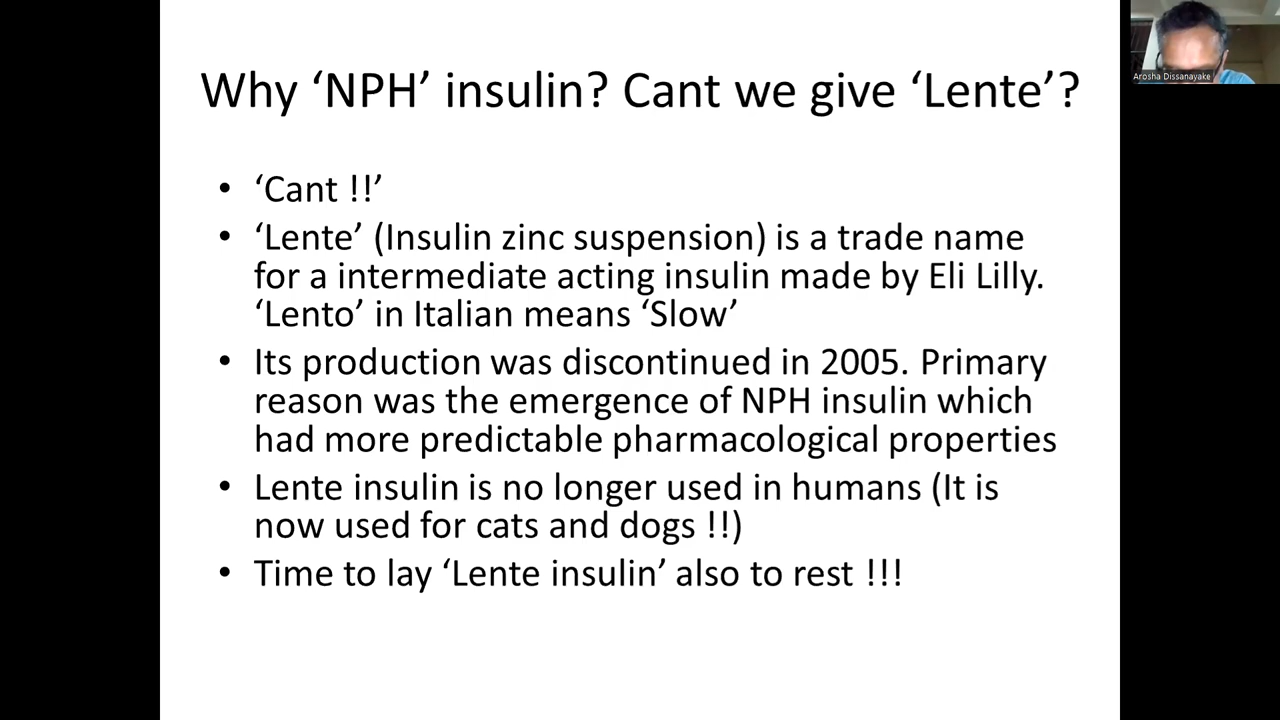 Why ‘NPH’ insulin? Cant we give ‘Lente’?
• ‘Cant !!’
• ‘Lente’ (Insulin zinc suspension) is a trade name
for a intermediate acting insulin made by Eli Lilly.
‘Lento’ in Italian means ‘Slow’
• Its production was discontinued in 2005. Primary
reason was the emergence of NPH insulin which
had more predictable pharmacological properties
• Lente insulin is no longer used in humans (It is
now used for cats and dogs !!)
• Time to lay ‘Lente insulin’ also to rest !!!
Arosha Dissanayake